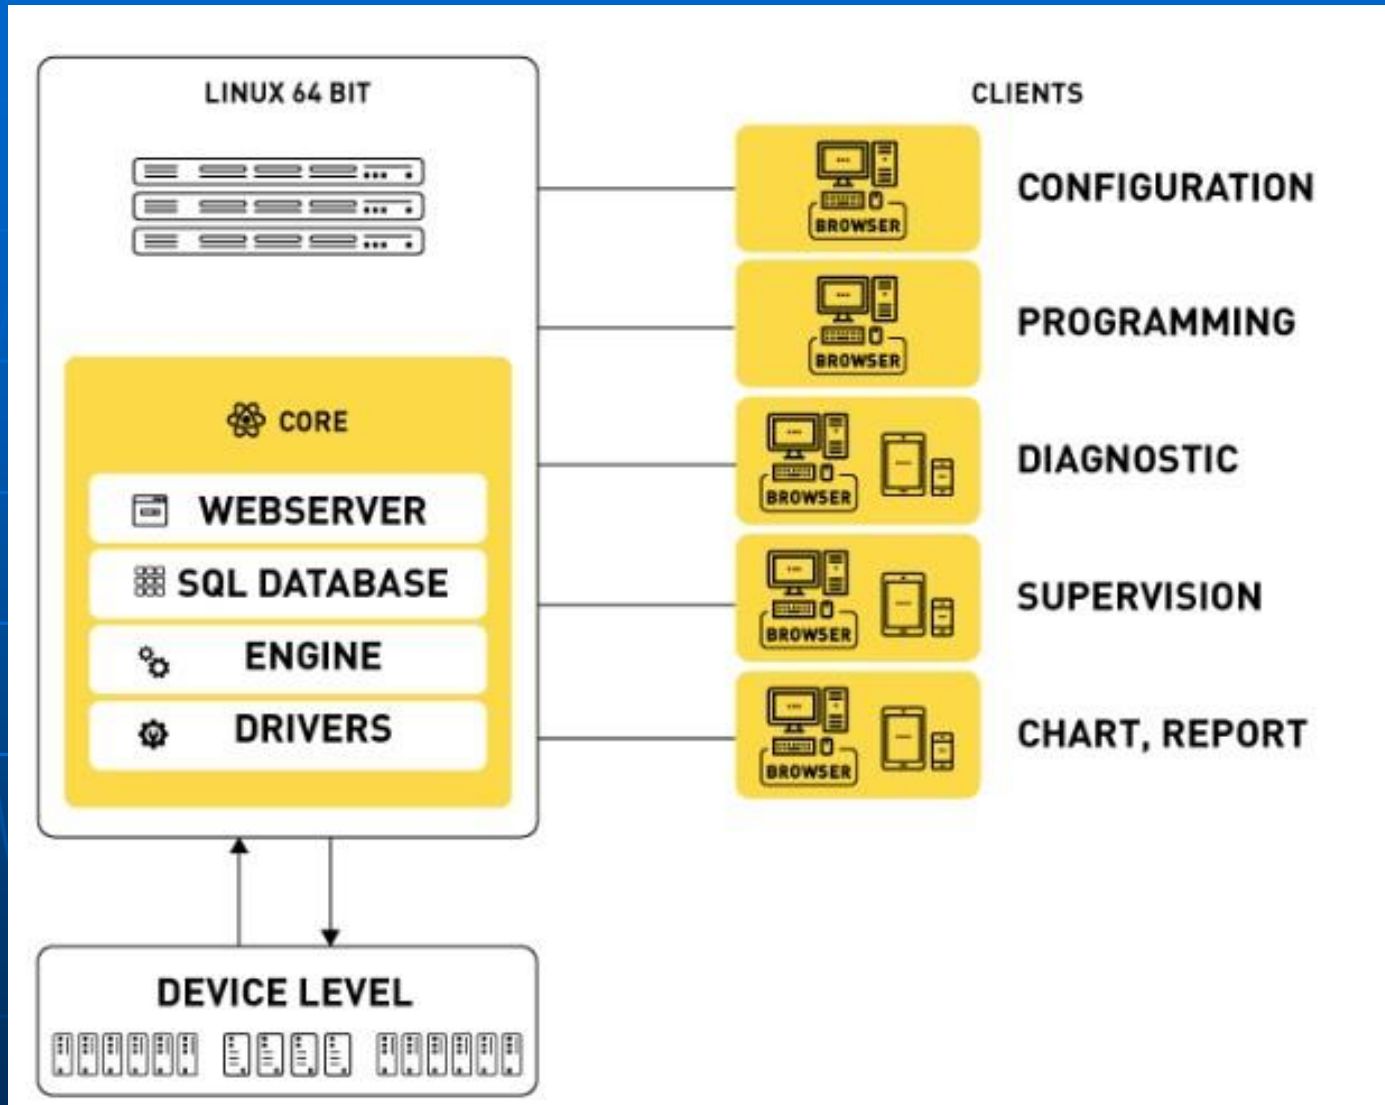 LINUX 64 BIT
CORE
WEBSERVER
SQL DATABASE
ENGINE
DRIVERS
DEVICE LEVEL
CLIENTS
BROWSER
CONFIGURATION
BROWSER
PROGRAMMING
BROWSER
DIAGNOSTIC
BROWSER
SUPERVISION
BROWSER
CHART, REPORT